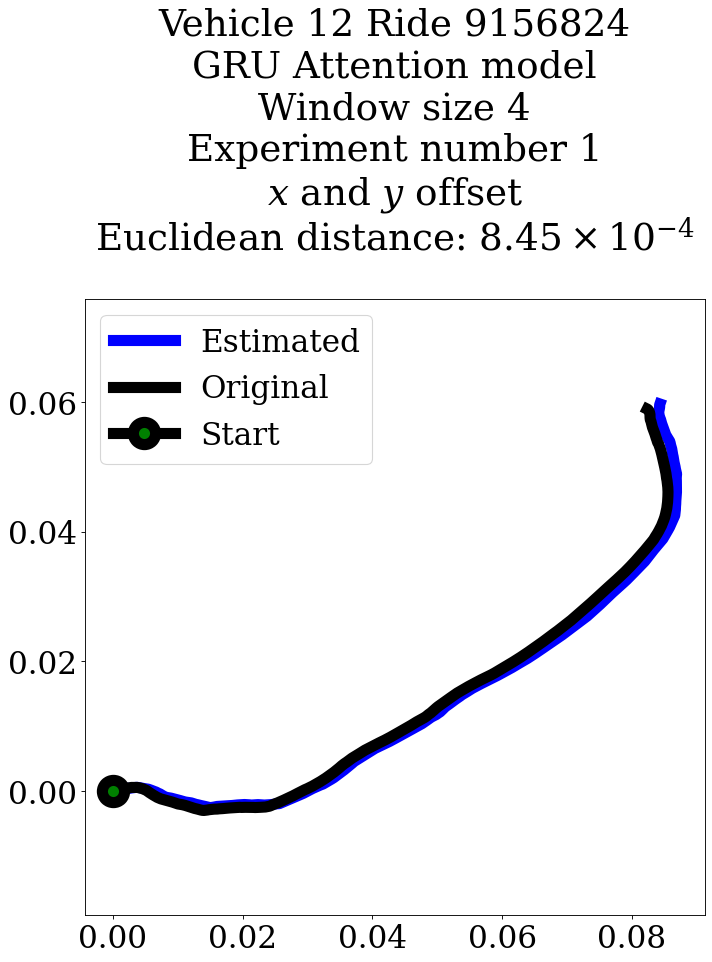 Vehicle 12 Ride 9156824
GRU Attention model
Window size 4
Experiment number 1
x and y offset
Euclidean distance: 8.45 × 10⁻⁴
Estimated
Original
Start
0.06
0.04
0.02
0.00
0.00 0.02 0.04 0.06 0.08